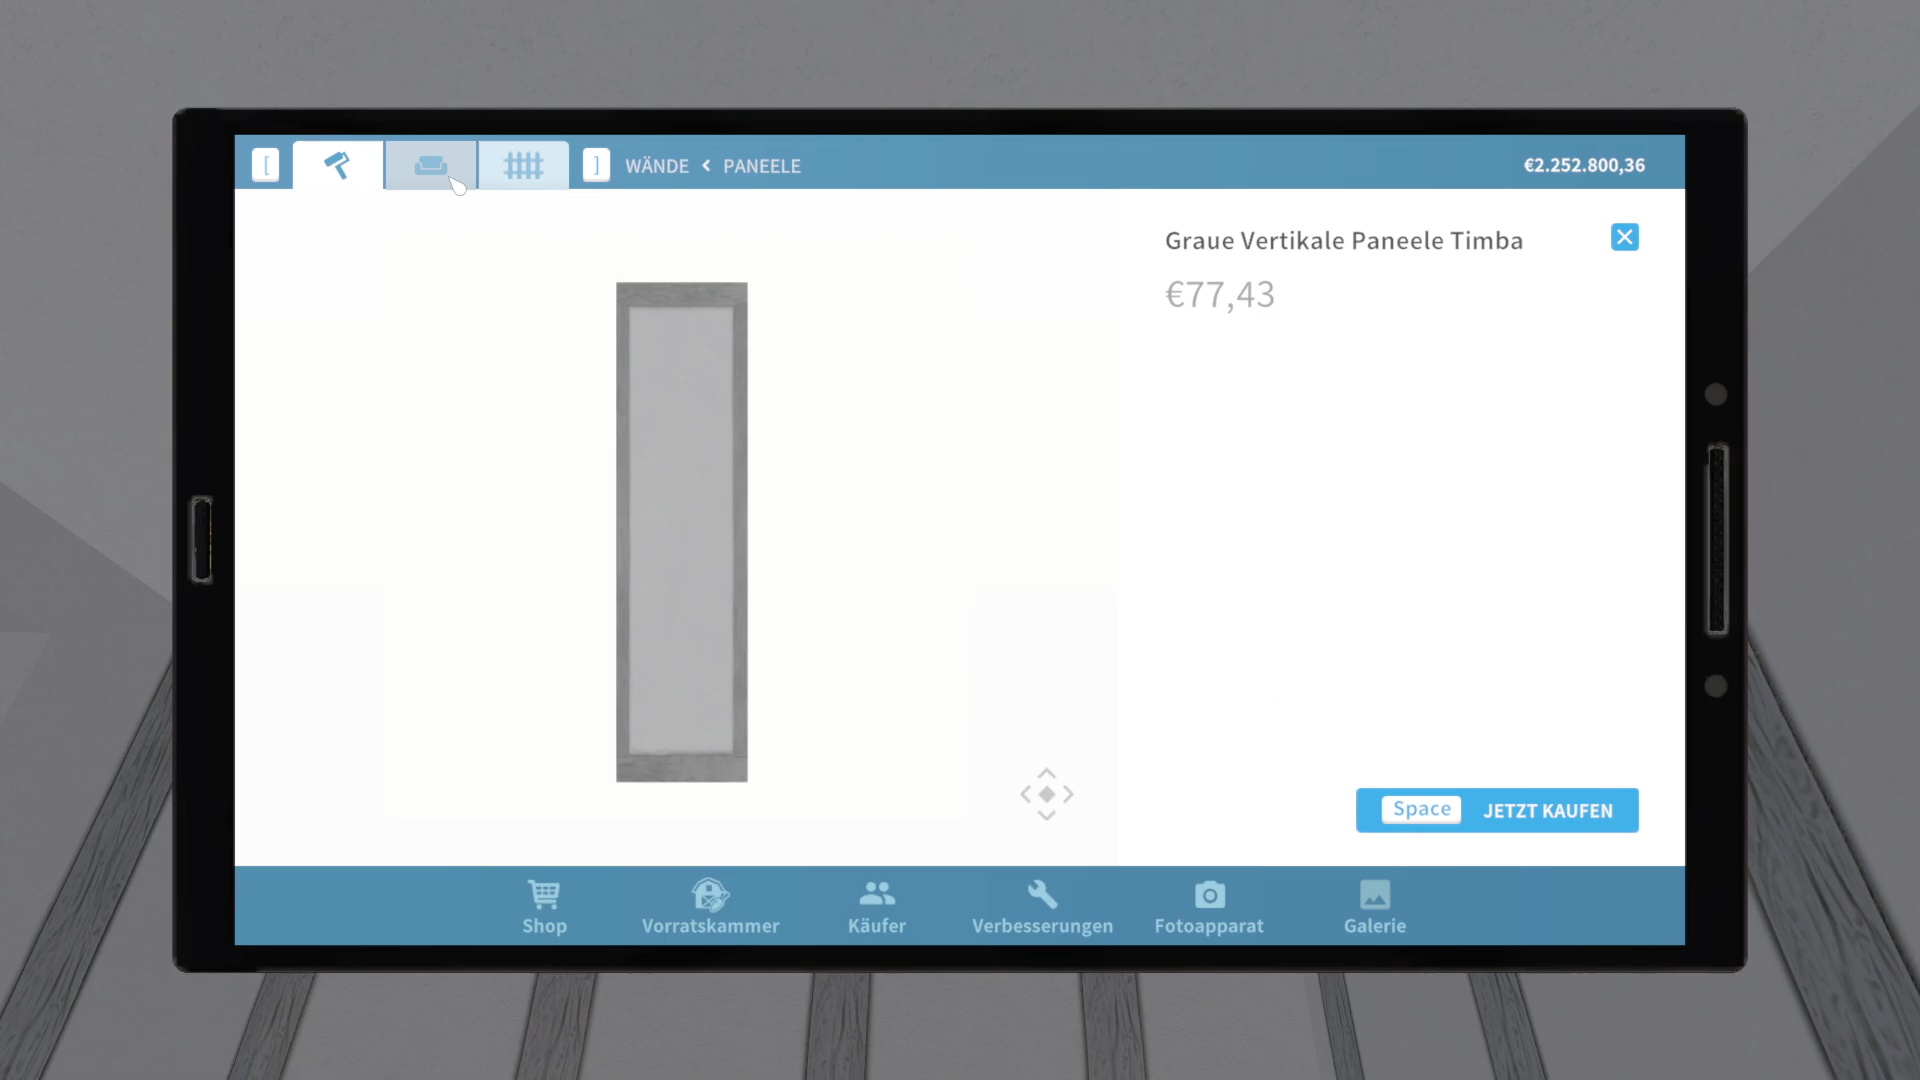 [
]
WÄNDE < PANEELE
€2.252.800,36
Graue Vertikale Paneele Timba
€77,43
Space JETZT KAUFEN
Shop
Vorratskammer
Käufer
Verbesserungen
Fotoapparat
Galerie